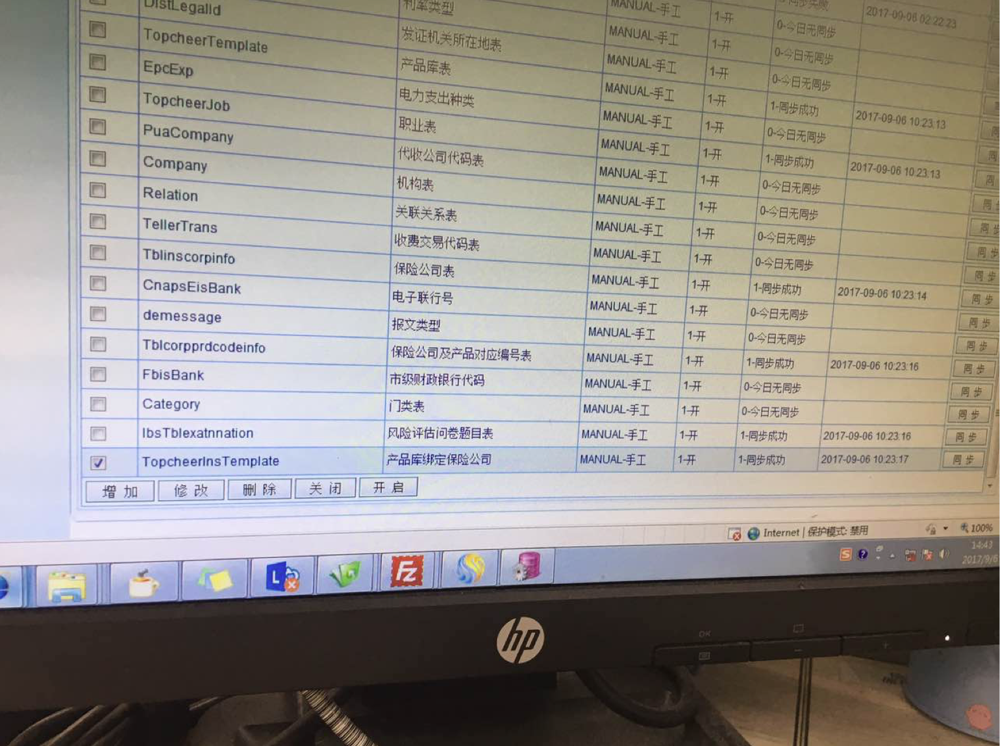 1-同步失败 2017-09-06 02:22:23
MANUAL-手工 1-开 0-今日无同步
利率类型 MANUAL-手工 1-开 0-今日无同步
DistLegalId 发证机关所在地表 MANUAL-手工 1-开 0-今日无同步
TopcheerTemplate 产品库表 MANUAL-手工 1-开 1-同步成功 2017-09-06 10:23:13
EpcExp 电力支出种类 MANUAL-手工 1-开 0-今日无同步
TopcheerJob 职业表 MANUAL-手工 1-开 1-同步成功 2017-09-06 10:23:13 同
PuaCompany 代收公司代码表 MANUAL-手工 1-开 0-今日无同步 同
Company 机构表 MANUAL-手工 1-开 0-今日无同步 同步
Relation 关联关系表 MANUAL-手工 1-开 0-今日无同步 同步
TellerTrans 收费交易代码表 MANUAL-手工 1-开 0-今日无同步 同步
Tblinscorpinfo 保险公司表 MANUAL-手工 1-开 1-同步成功 2017-09-06 10:23:14 同步
CnapsEisBank 电子联行号 MANUAL-手工 1-开 0-今日无同步 同步
demessage 报文类型 MANUAL-手工 1-开 0-今日无同步 同步
Tblcorpprdcodeinfo 保险公司及产品对应编号表 MANUAL-手工 1-开 1-同步成功 2017-09-06 10:23:16 同步
FbisBank 市级财政银行代码 MANUAL-手工 1-开 0-今日无同步 同步
Category 门类表 MANUAL-手工 1-开 0-今日无同步 同步
IbsTblexatnnation 风险评估问卷题目表 MANUAL-手工 1-开 1-同步成功 2017-09-06 10:23:16 同步
TopcheerInsTemplate 产品库绑定保险公司 MANUAL-手工 1-开 1-同步成功 2017-09-06 10:23:17 同步
增加 修改 删除 关闭 开启
Internet | 保护模式: 禁用 100%
14:43
2017/9/
hp
OK